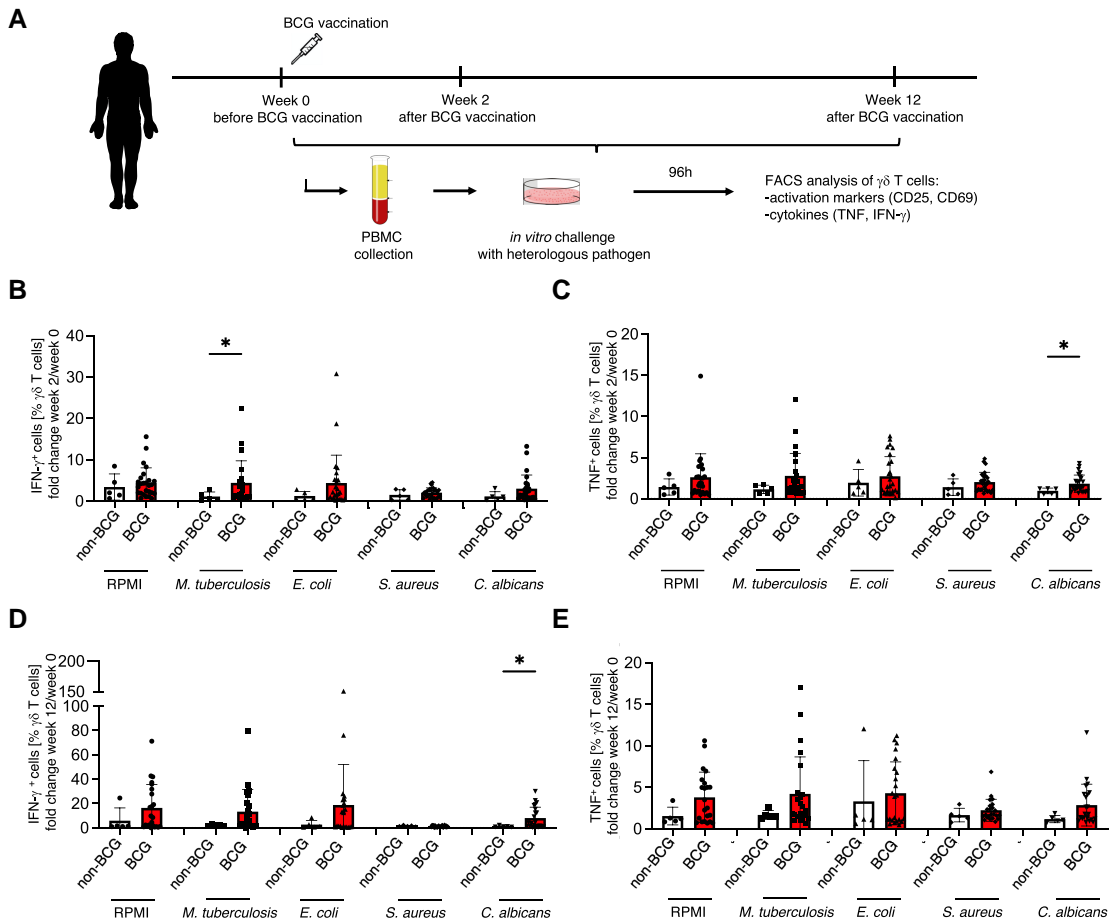 A
BCG vaccination
Week 0
before BCG vaccination
Week 2
after BCG vaccination
Week 12
after BCG vaccination
PBMC
collection
in vitro challenge
with heterologous pathogen
96h
FACS analysis of γδ T cells:
-activation markers (CD25, CD69)
-cytokines (TNF, IFN-γ)
B
IFN-γ+ cells [% γδ T cells]
fold change week 2/week 0
40
30
20
10
0
*
non-BCG BCG non-BCG BCG non-BCG BCG non-BCG BCG non-BCG BCG
RPMI M. tuberculosis E. coli S. aureus C. albicans
C
TNF+ cells [% γδ T cells]
fold change week 2/week 0
20
15
10
5
0
*
non-BCG BCG non-BCG BCG non-BCG BCG non-BCG BCG non-BCG BCG
RPMI M. tuberculosis E. coli S. aureus C. albicans
D
IFN-γ + cells [% γδ T cells]
fold change week 12/week 0
200
150
100
80
60
40
20
0
*
non-BCG BCG non-BCG BCG non-BCG BCG non-BCG BCG non-BCG BCG
RPMI M. tuberculosis E. coli S. aureus C. albicans
E
TNF+ cells [% γδ T cells]
fold change week 12/week 0
20
15
10
5
0
non-BCG BCG non-BCG BCG non-BCG BCG non-BCG BCG non-BCG BCG
RPMI M. tuberculosis E. coli S. aureus C. albicans